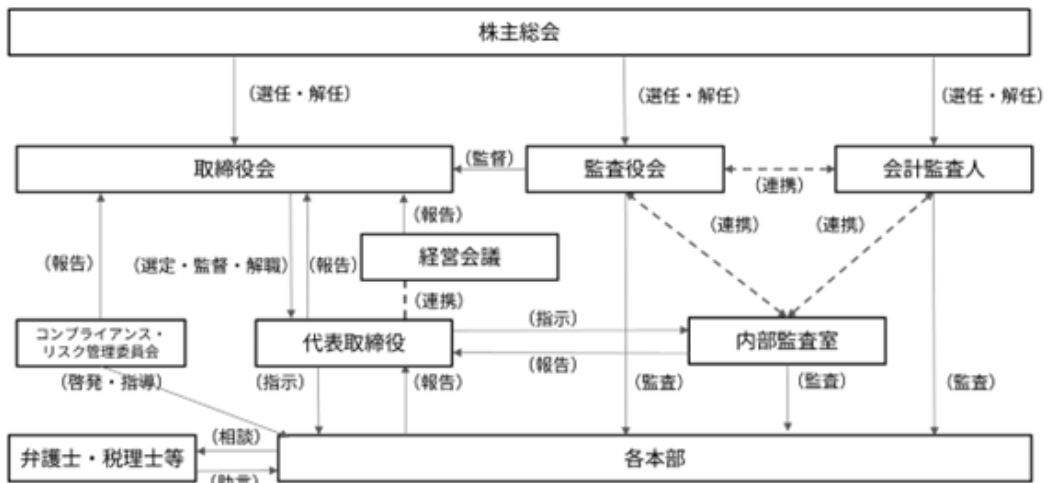 株主総会
(選任・解任)
(選任・解任)
(選任・解任)
取締役会
(監督)
監査役会
(連携)
会計監査人
(報告)
(連携)
(連携)
経営会議
(報告)
(選定・監督・解職)
(報告)
(連携)
コンプライアンス・
リスク管理委員会
代表取締役
(指示)
内部監査室
(報告)
(啓発・指導)
(指示)
(報告)
(監査)
(監査)
(監査)
(相談)
弁護士・税理士等
各本部
(助言)